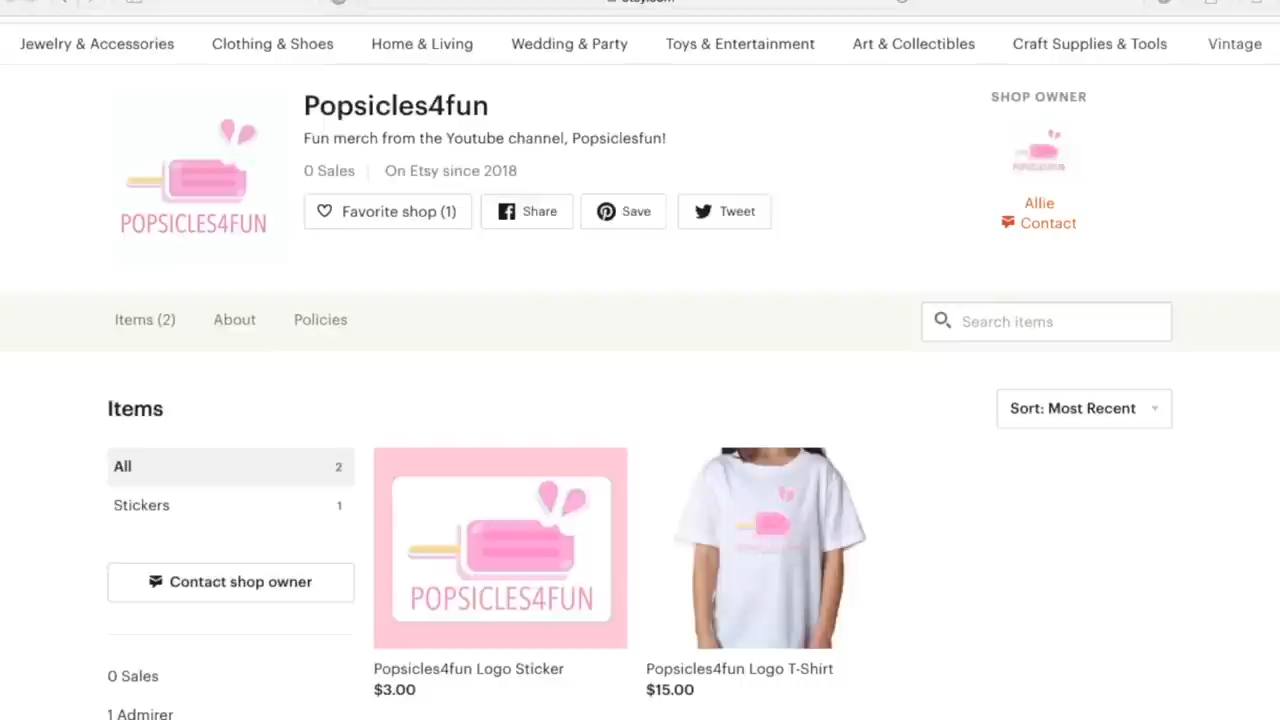 Jewelry & Accessories Clothing & Shoes Home & Living Wedding & Party Toys & Entertainment Art & Collectibles Craft Supplies & Tools Vintage
Popsicles4fun
Fun merch from the Youtube channel, Popsiclesfun!
0 Sales On Etsy since 2018
Favorite shop (1) Share Save Tweet
POPSICLES4FUN
SHOP OWNER
POPSICLES4FUN
Allie
Contact
Items (2) About Policies
Search items
Items
Sort: Most Recent
All 2
Stickers 1
Contact shop owner
0 Sales
1 Admirer
POPSICLES4FUN
Popsicles4fun Logo Sticker
$3.00
Popsicles4fun Logo T-Shirt
$15.00